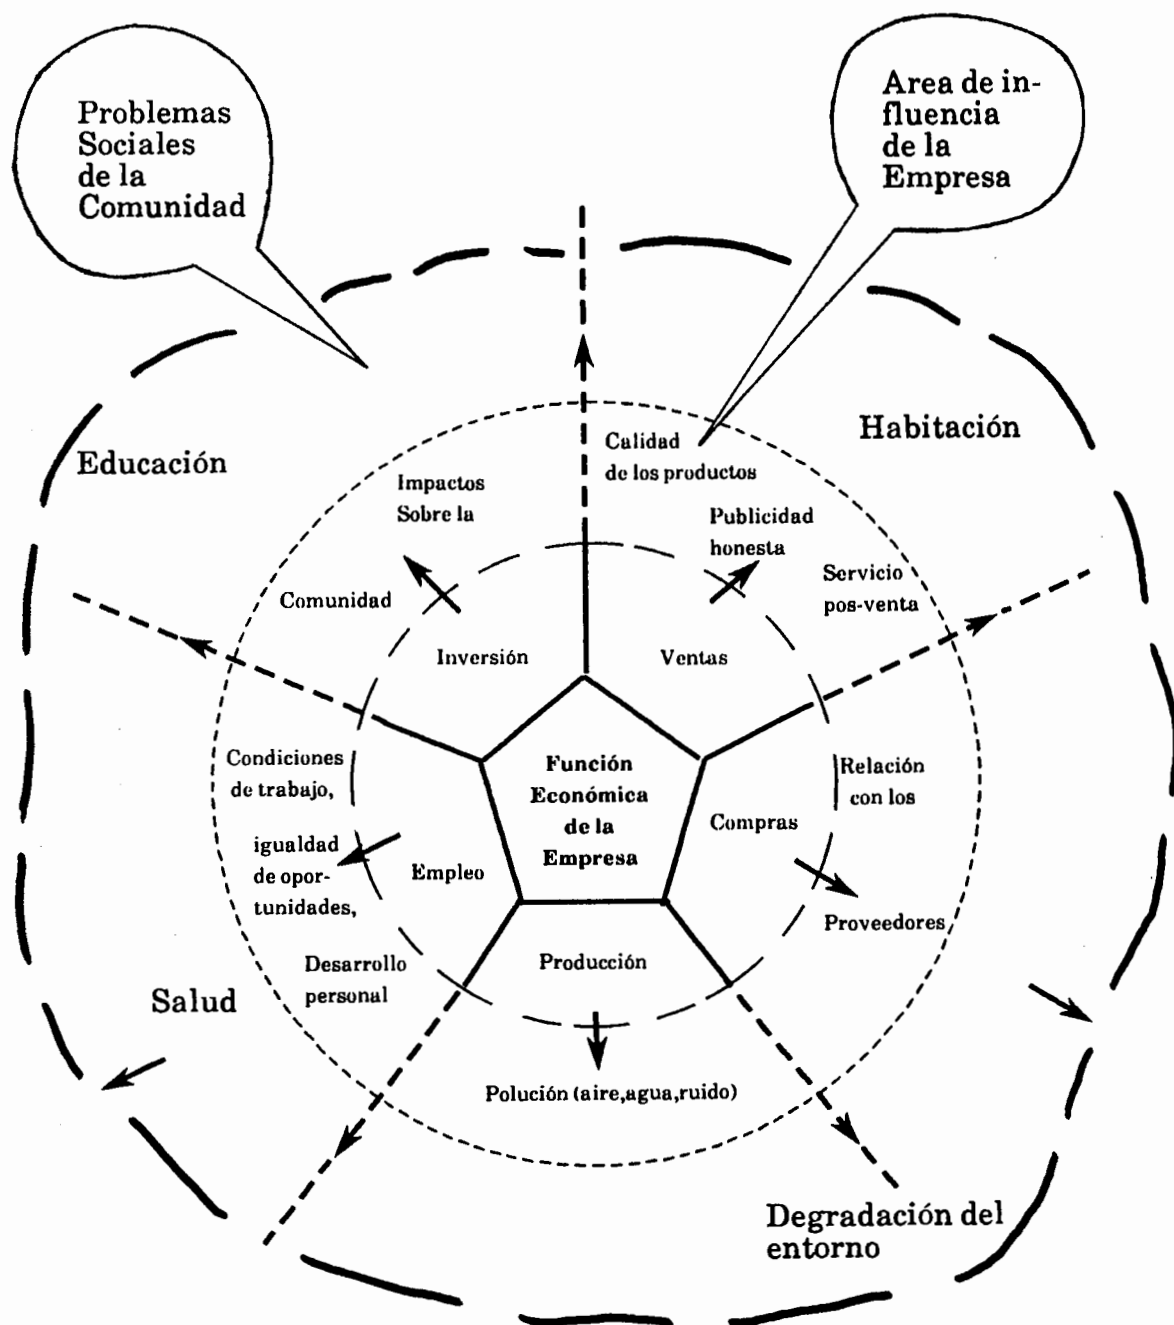 Problemas
Sociales
de la
Comunidad
Area de in-
fluencia
de la
Empresa
Educación
Habitación
Impactos
Sobre la
Comunidad
Calidad
de los productos
Publicidad
honesta
Servicio
pos-venta
Inversión
Ventas
Condiciones
de trabajo,
igualdad
de opor-
tunidades,
Desarrollo
personal
Empleo
Función
Económica
de la
Empresa
Compras
Relación
con los
Proveedores
Producción
Polución (aire,agua,ruido)
Salud
Degradación del
entorno